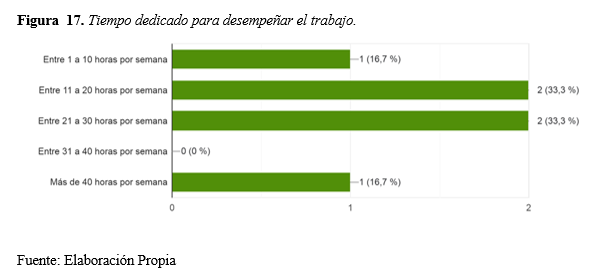 Figura 17. Tiempo dedicado para desempeñar el trabajo.
Entre 1 a 10 horas por semana
1 (16,7 %)
Entre 11 a 20 horas por semana
2 (33,3 %)
Entre 21 a 30 horas por semana
2 (33,3 %)
Entre 31 a 40 horas por semana
0 (0 %)
Más de 40 horas por semana
1 (16,7 %)
0 1 2
Fuente: Elaboración Propia